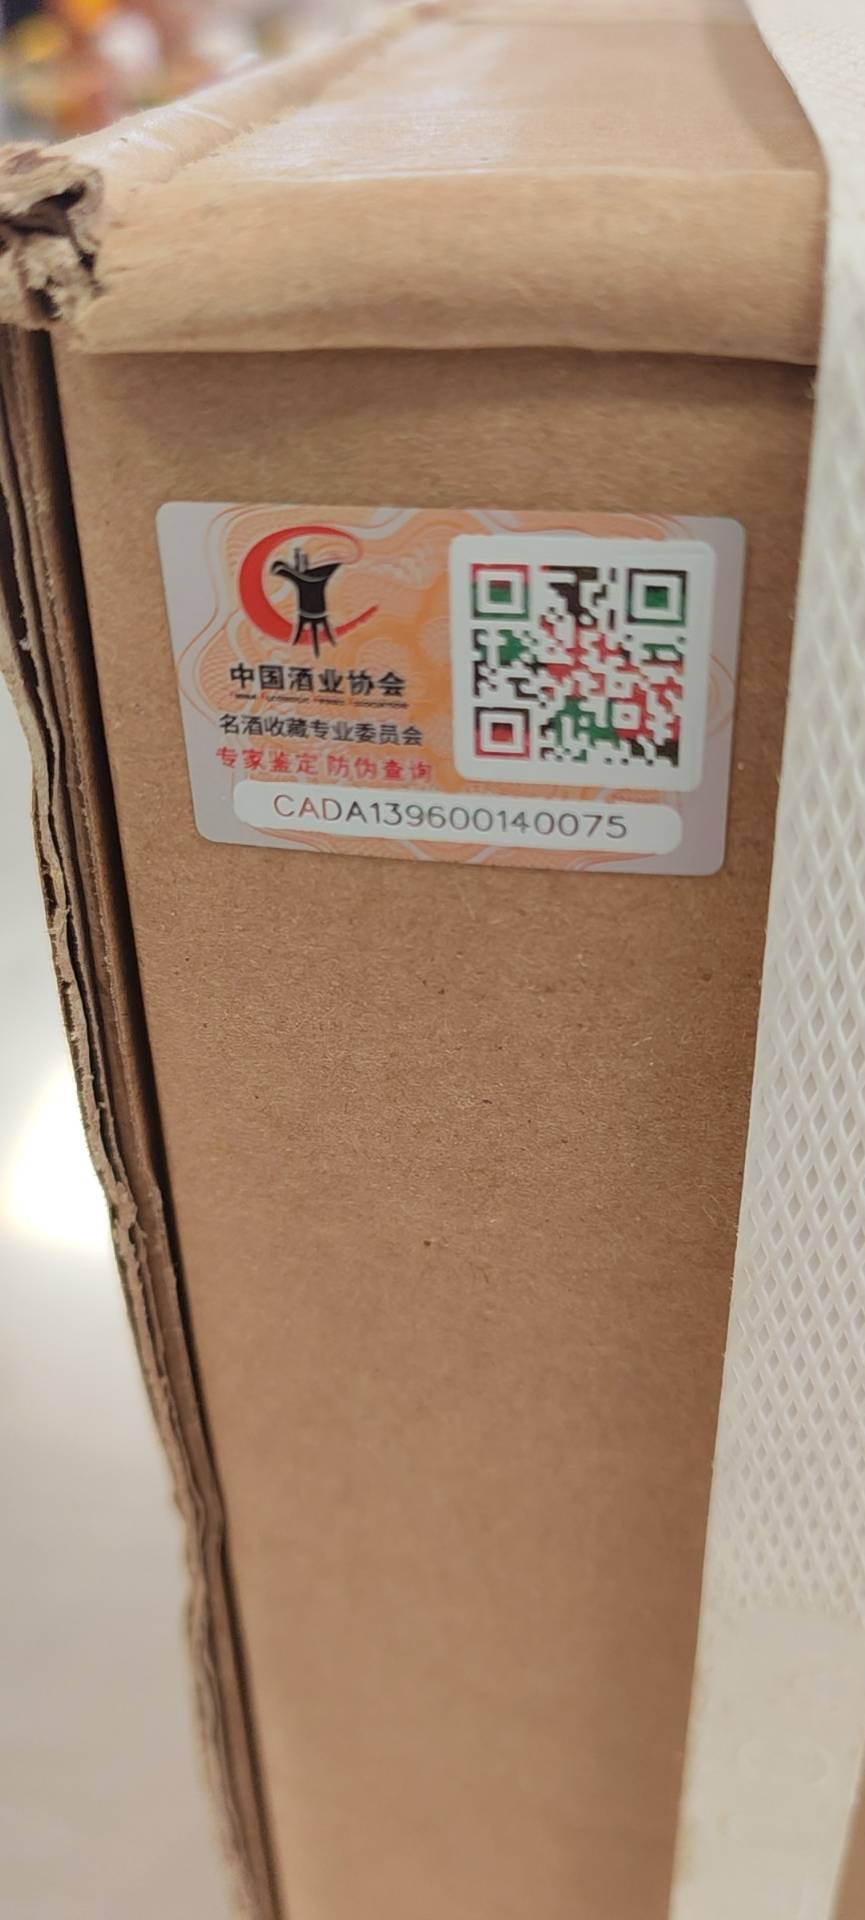 中国酒业协会
名酒收藏专业委员会
专家鉴定 防伪查询
CADA139600140075